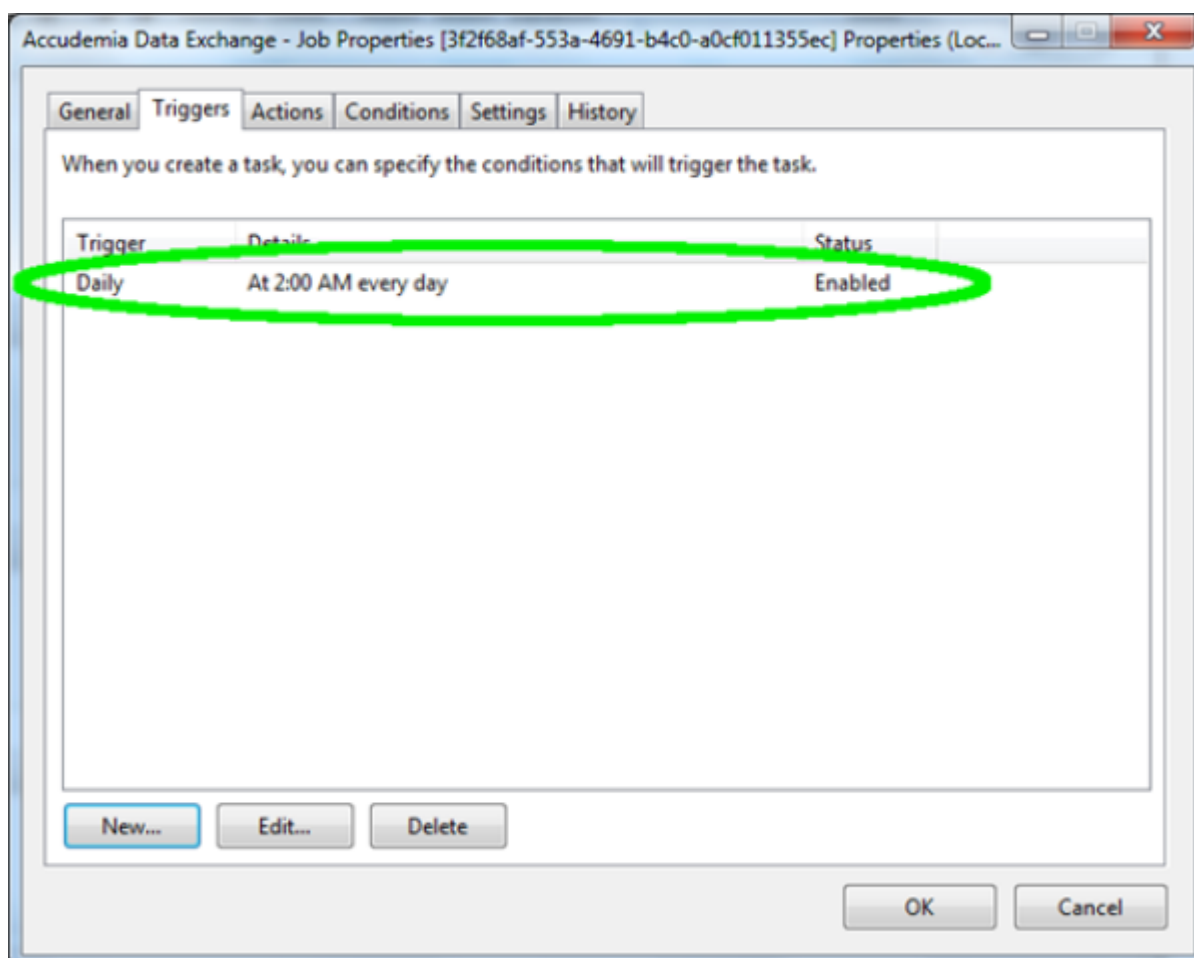 Accudemia Data Exchange - Job Properties [3f2f68af-553a-4691-b4c0-a0cf011355ec] Properties (Loc...
General Triggers Actions Conditions Settings History
When you create a task, you can specify the conditions that will trigger the task.
Trigger Details Status
Daily At 2:00 AM every day Enabled
New... Edit... Delete
OK Cancel